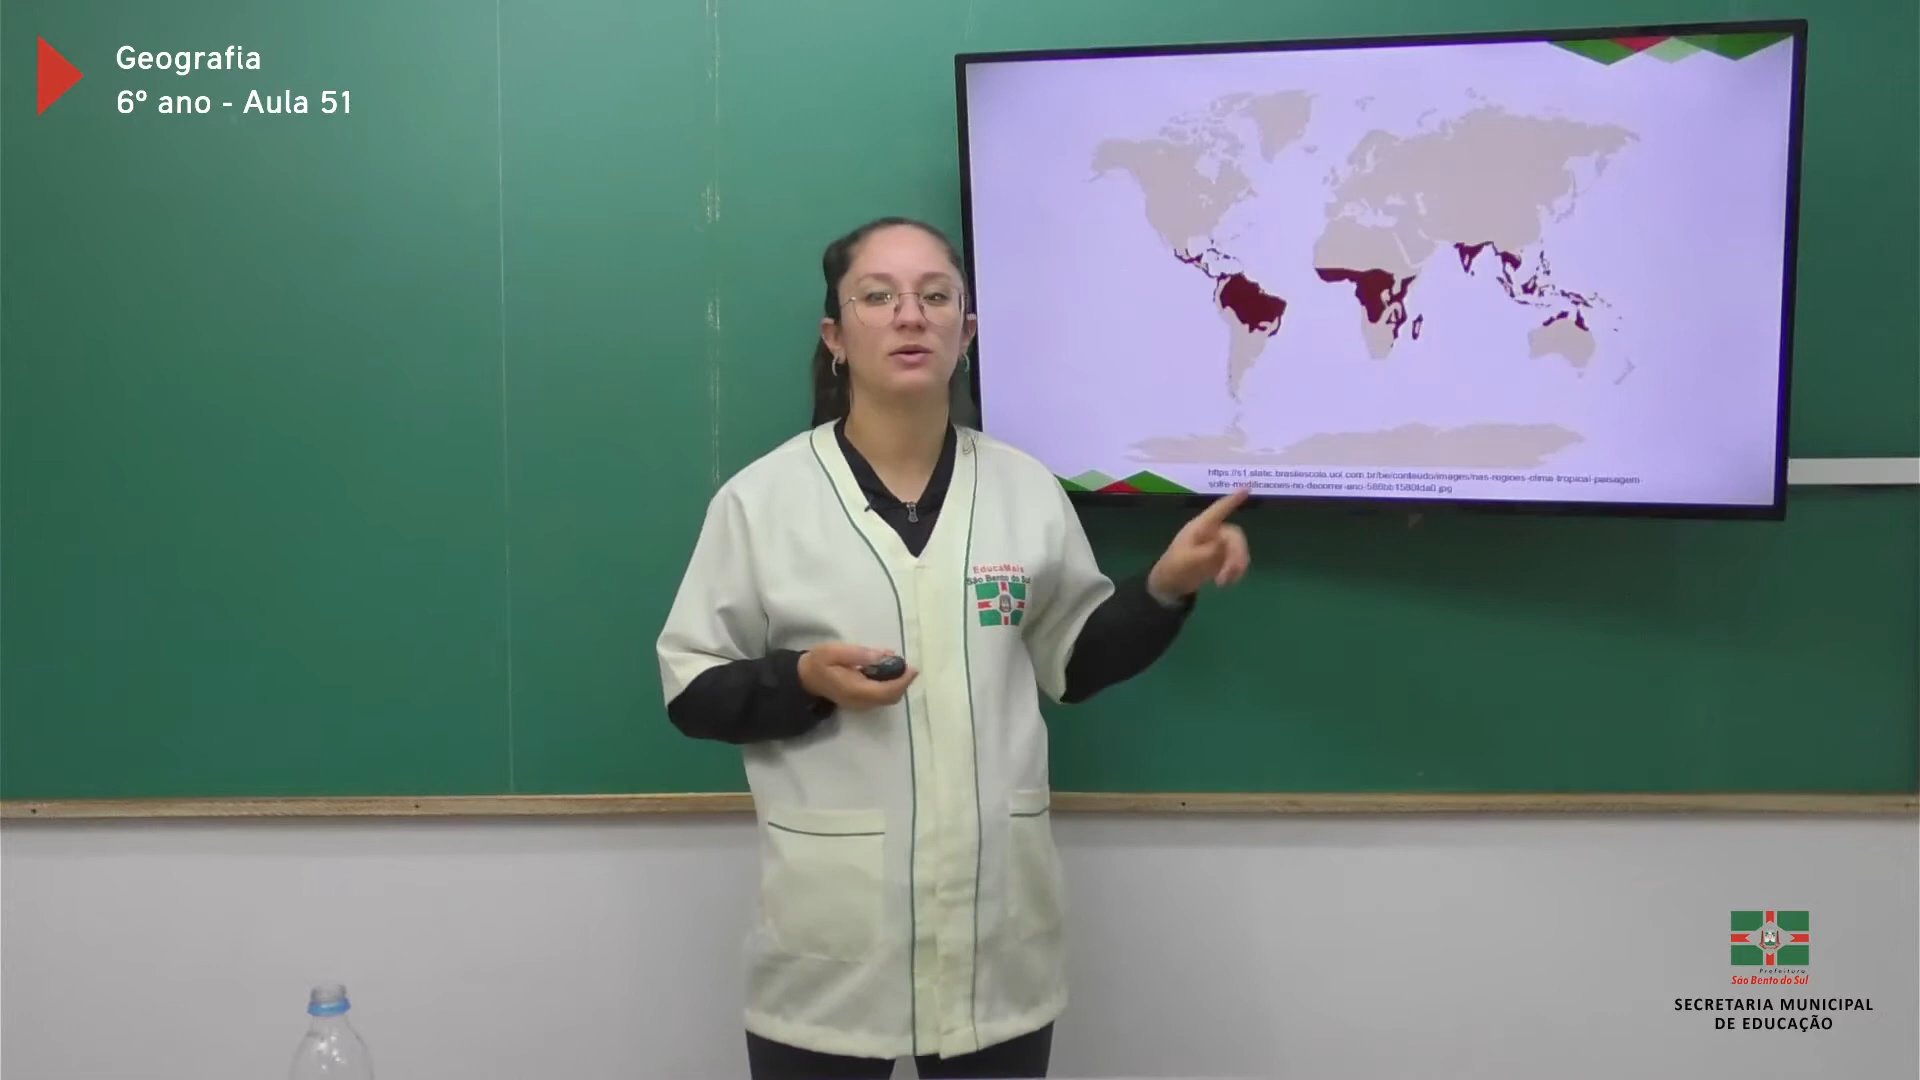 Geografia
6º ano - Aula 51
https://s1.static.brasilescola.uol.com.br/be/conteudo/images/nas-regioes-clima-tropical-paisagem-
sofre-modificacoes-no-decorrer-ano-586bb1580fda0.jpg
EducaMais
São Bento do Sul
Prefeitura
São Bento do Sul
SECRETARIA MUNICIPAL
DE EDUCAÇÃO